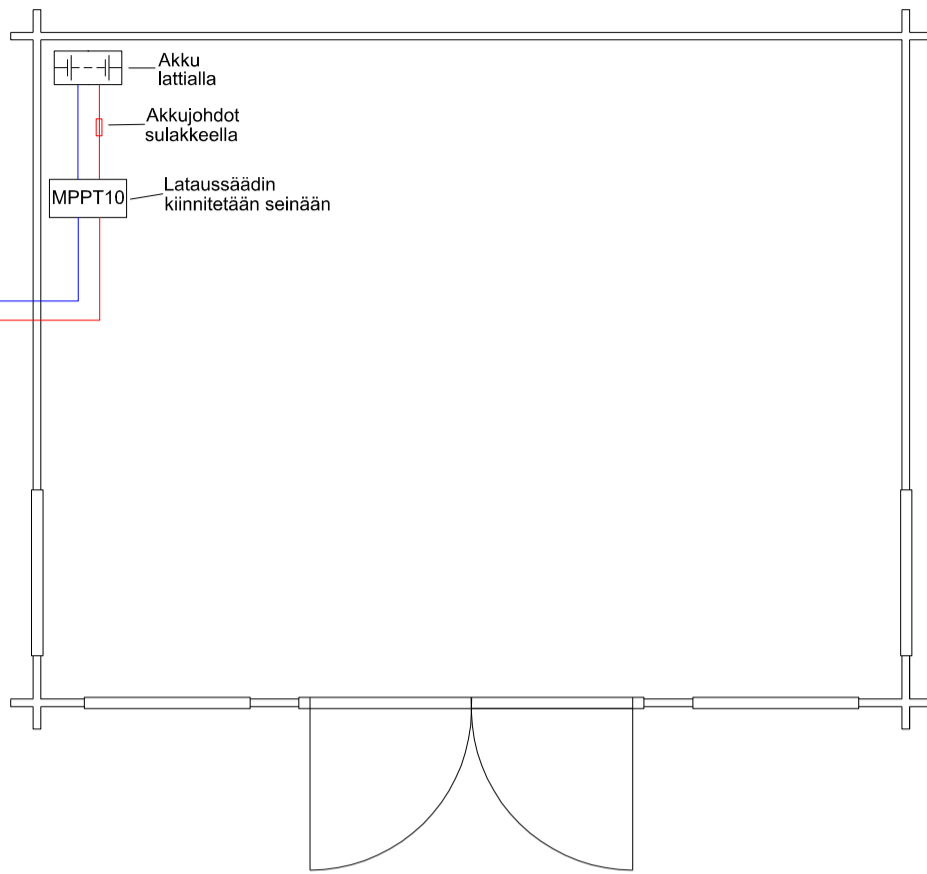 Akku
lattialla
Akkujohdot
sulakkeella
MPPT10
Lataussäädin
kiinnitetään seinään